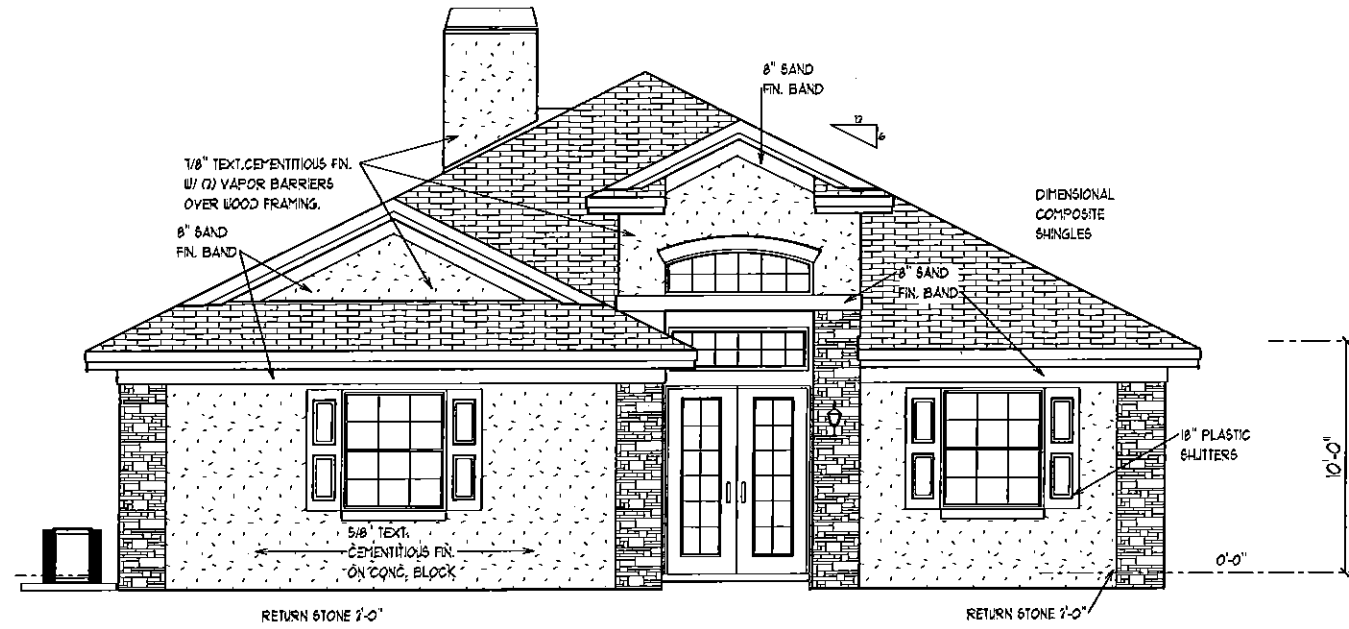 8" SAND
FIN. BAND
12
6
7/8" TEXT. CEMENTITIOUS FIN.
W/ (2) VAPOR BARRIERS
OVER WOOD FRAMING.
DIMENSIONAL
COMPOSITE
SHINGLES
8" SAND
FIN. BAND
8" SAND
FIN. BAND
18" PLASTIC
SHUTTERS
10'-0"
5/8" TEXT.
CEMENTITIOUS FIN.
ON CONC. BLOCK
0'-0"
RETURN STONE 2'-0"
RETURN STONE 2'-0"